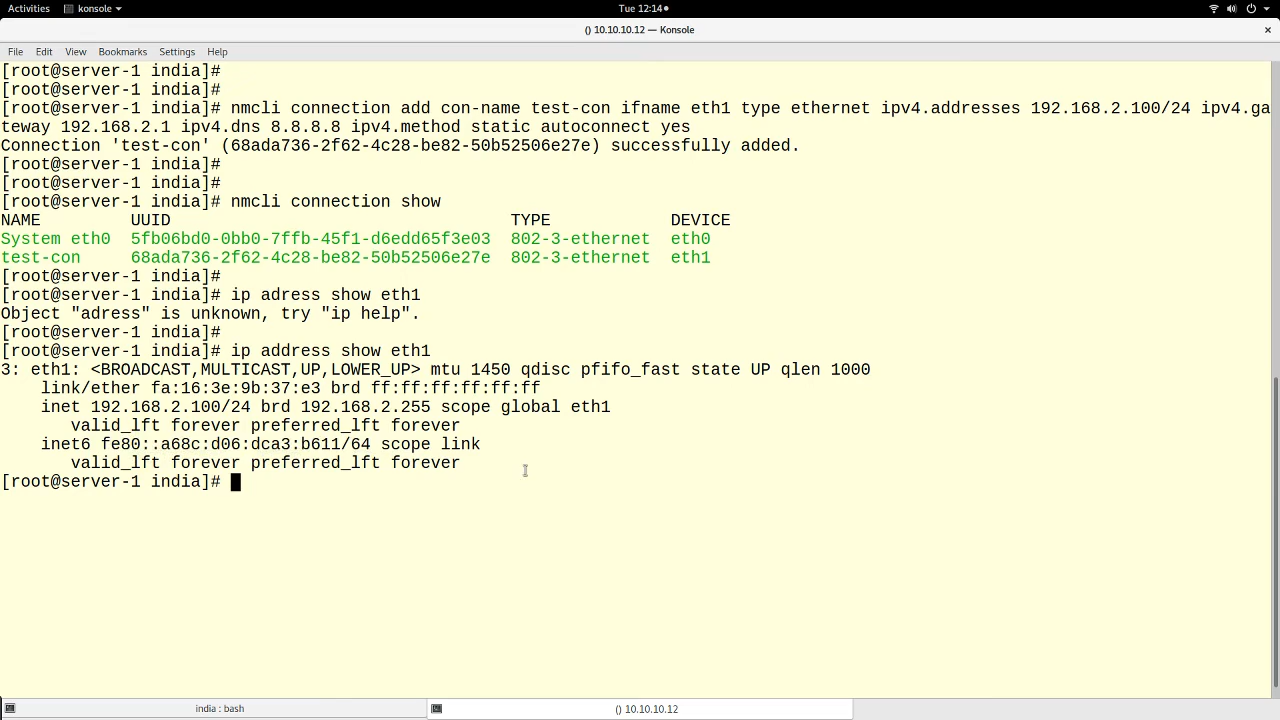 Activities konsole Tue 12:14
() 10.10.10.12 — Konsole ×
File Edit View Bookmarks Settings Help
[root@server-1 india]#
[root@server-1 india]#
[root@server-1 india]# nmcli connection add con-name test-con ifname eth1 type ethernet ipv4.addresses 192.168.2.100/24 ipv4.ga
teway 192.168.2.1 ipv4.dns 8.8.8.8 ipv4.method static autoconnect yes
Connection 'test-con' (68ada736-2f62-4c28-be82-50b52506e27e) successfully added.
[root@server-1 india]#
[root@server-1 india]#
[root@server-1 india]# nmcli connection show
NAME UUID TYPE DEVICE
System eth0 5fb06bd0-0bb0-7ffb-45f1-d6edd65f3e03 802-3-ethernet eth0
test-con 68ada736-2f62-4c28-be82-50b52506e27e 802-3-ethernet eth1
[root@server-1 india]#
[root@server-1 india]# ip adress show eth1
Object "adress" is unknown, try "ip help".
[root@server-1 india]#
[root@server-1 india]# ip address show eth1
3: eth1: <BROADCAST,MULTICAST,UP,LOWER_UP> mtu 1450 qdisc pfifo_fast state UP qlen 1000
link/ether fa:16:3e:9b:37:e3 brd ff:ff:ff:ff:ff:ff
inet 192.168.2.100/24 brd 192.168.2.255 scope global eth1
valid_lft forever preferred_lft forever
inet6 fe80::a68c:d06:dca3:b611/64 scope link
valid_lft forever preferred_lft forever
[root@server-1 india]#
india : bash () 10.10.10.12